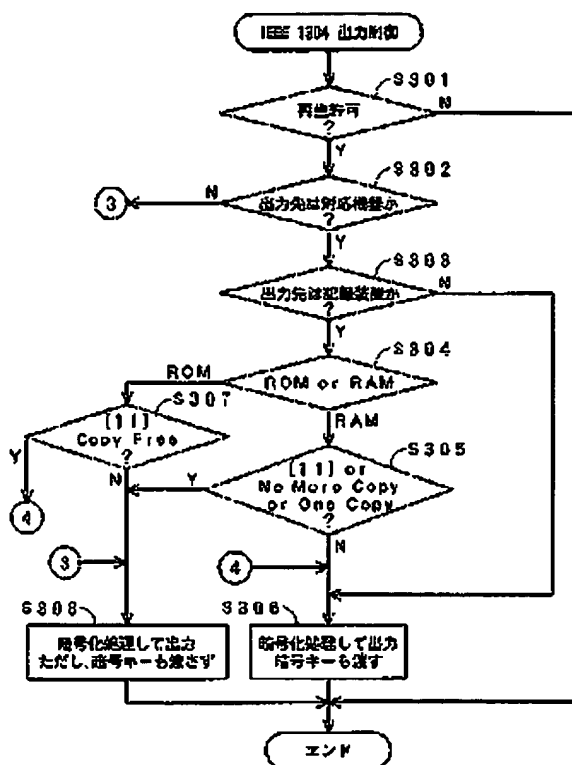 IEEE 1394 出力制御
S301
再生許可
?
N
Y
S302
出力先は対応機器か
?
N
3
Y
S303
出力先は記録装置か
?
N
Y
S304
ROM or RAM
ROM
RAM
S307
[11]
Copy Free
?
Y
4
N
S305
[11] or
No More Copy
or One Copy
?
Y
N
3
4
S308
暗号化処理して出力
ただし、暗号キーも渡さず
S306
暗号化処理して出力
暗号キーも渡す
エンド